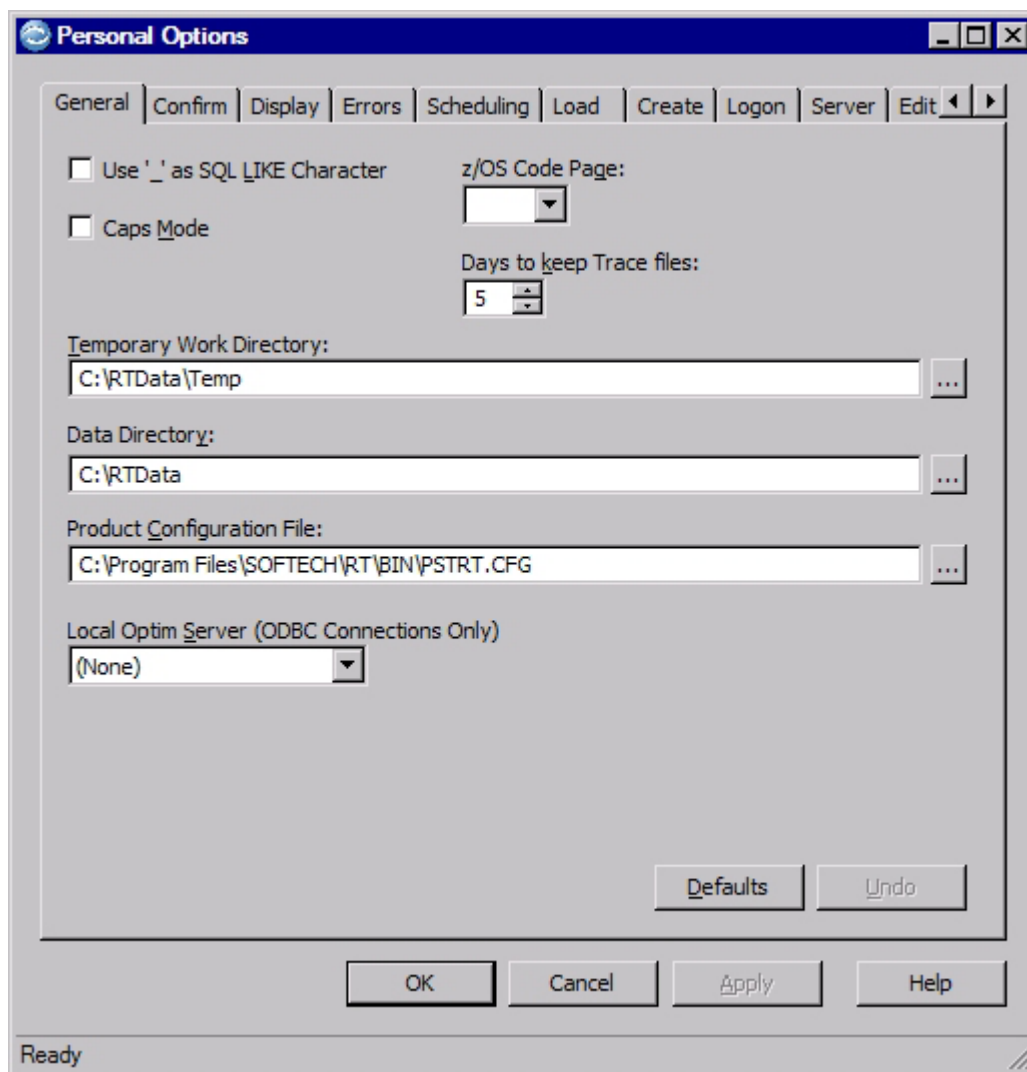 Personal Options
General Confirm Display Errors Scheduling Load Create Logon Server Edit
Use '_' as SQL LIKE Character
z/OS Code Page:
Caps Mode
Days to keep Trace files:
5
Temporary Work Directory:
C:\RTData\Temp
...
Data Directory:
C:\RTData
...
Product Configuration File:
C:\Program Files\SOFTECH\RT\BIN\PSTRT.CFG
...
Local Optim Server (ODBC Connections Only)
(None)
Defaults Undo
OK Cancel Apply Help
Ready